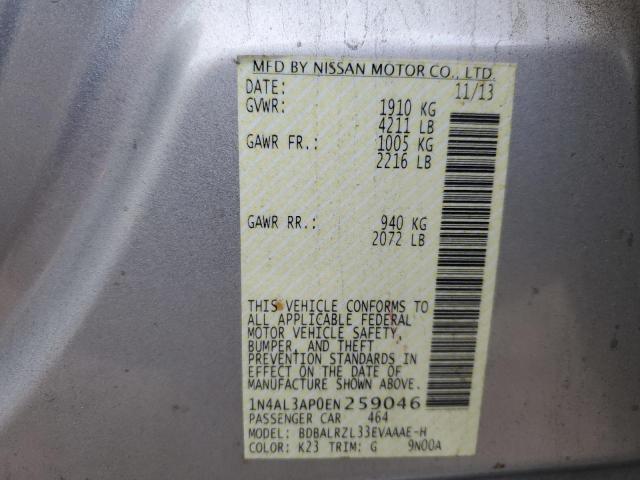 MFD BY NISSAN MOTOR CO., LTD.
DATE: 11/13
GVWR: 1910 KG
4211 LB
GAWR FR.: 1005 KG
2216 LB
GAWR RR.: 940 KG
2072 LB
THIS VEHICLE CONFORMS TO
ALL APPLICABLE FEDERAL
MOTOR VEHICLE SAFETY,
BUMPER, AND THEFT
PREVENTION STANDARDS IN
EFFECT ON THE DATE OF
MANUFACTURE SHOWN ABOVE.
1N4AL3AP0EN259046
PASSENGER CAR 464
MODEL: BDBALRZL33EVAAAE-H
COLOR: K23 TRIM: G 9N00A